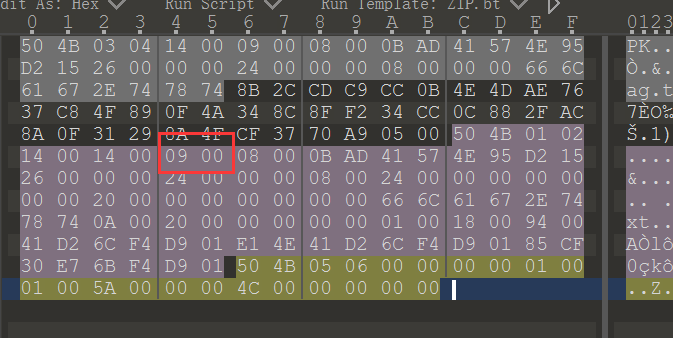 dit As: Hex Run Script Run Template: ZIP.bt
0 1 2 3 4 5 6 7 8 9 A B C D E F 0123
50 4B 03 04 14 00 09 00 08 00 0B AD 41 57 4E 95 PK..
D2 15 26 00 00 00 24 00 00 00 08 00 00 00 66 6C Ò.&.
61 67 2E 74 78 74 8B 2C CD C9 CC 0B 4E 4D AE 76 ag.t
37 C8 4F 89 0F 4A 34 8C 8F F2 34 CC 0C 88 2F AC 7ÈO‰
8A 0F 31 29 8A 4F CF 37 70 A9 05 00 50 4B 01 02 Š.1)
14 00 14 00 09 00 08 00 0B AD 41 57 4E 95 D2 15 ....
26 00 00 00 24 00 00 00 08 00 24 00 00 00 00 00 &...
00 00 20 00 00 00 00 00 00 00 66 6C 61 67 2E 74 .. .
78 74 0A 00 20 00 00 00 00 00 01 00 18 00 94 00 xt..
41 D2 6C F4 D9 01 E1 4E 41 D2 6C F4 D9 01 85 CF AÒlô
30 E7 6B F4 D9 01 50 4B 05 06 00 00 00 00 01 00 0çkô
01 00 5A 00 00 00 4C 00 00 00 00 00 ..Z.